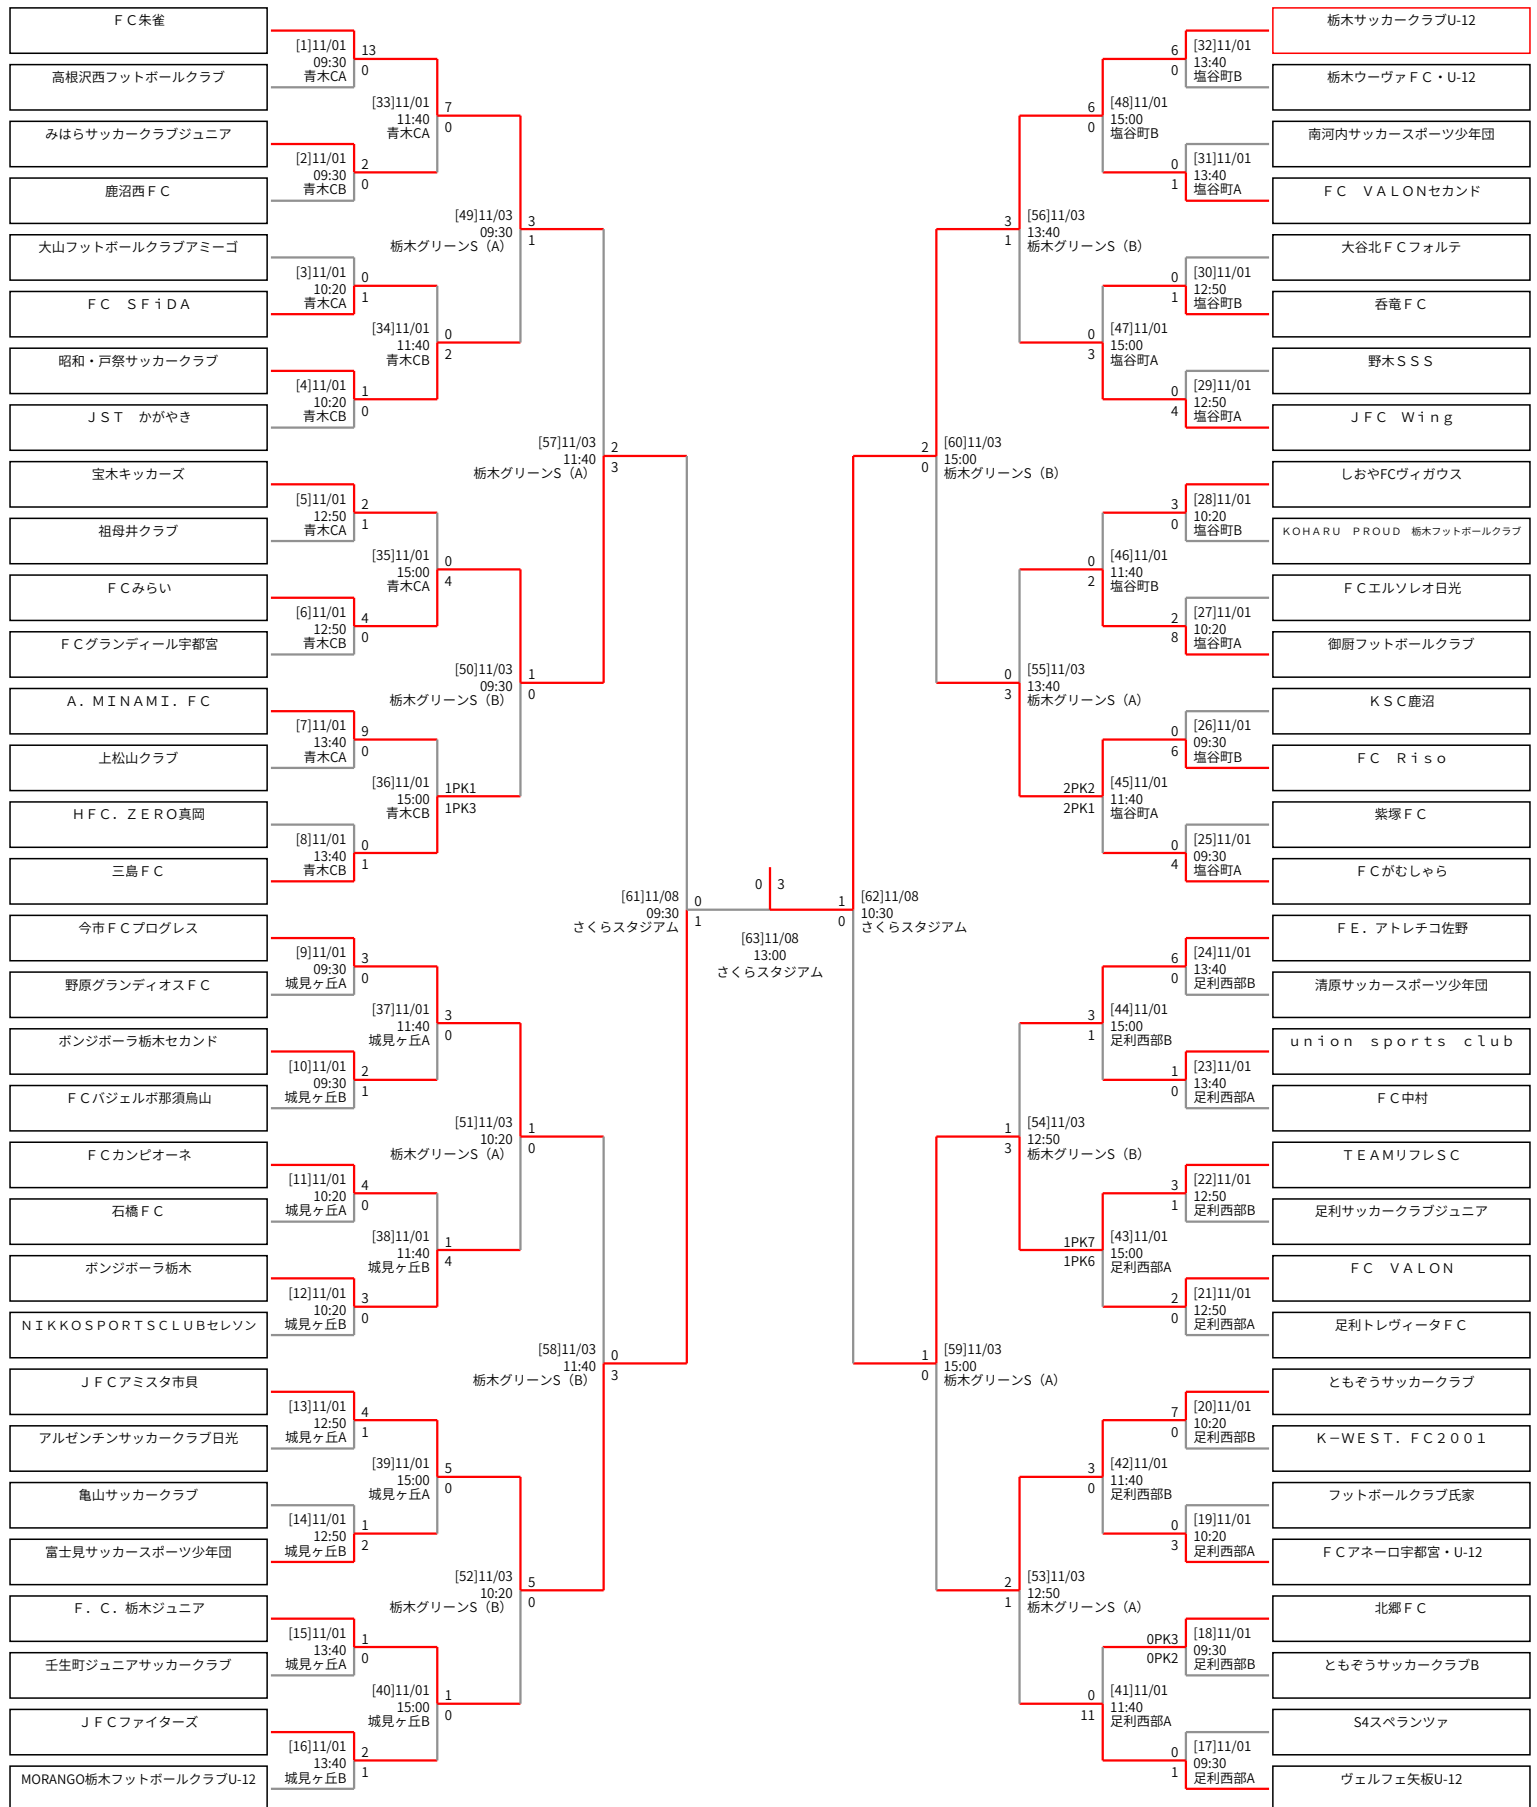 ＦＣ朱雀
高根沢西フットボールクラブ
みはらサッカークラブジュニア
鹿沼西ＦＣ
大山フットボールクラブアミーゴ
ＦＣ　ＳＦｉＤＡ
昭和・戸祭サッカークラブ
ＪＳＴ　かがやき
宝木キッカーズ
祖母井クラブ
ＦＣみらい
ＦＣグランディール宇都宮
Ａ．ＭＩＮＡＭＩ．ＦＣ
上松山クラブ
ＨＦＣ．ＺＥＲＯ真岡
三島ＦＣ
今市ＦＣプログレス
野原グランディオスＦＣ
ボンジボーラ栃木セカンド
ＦＣバジェルボ那須烏山
ＦＣカンピオーネ
石橋ＦＣ
ボンジボーラ栃木
ＮＩＫＫＯＳＰＯＲＴＳＣＬＵＢセレソン
ＪＦＣアミスタ市貝
アルゼンチンサッカークラブ日光
亀山サッカークラブ
富士見サッカースポーツ少年団
Ｆ．Ｃ．栃木ジュニア
壬生町ジュニアサッカークラブ
ＪＦＣファイターズ
MORANGO栃木フットボールクラブU-12
[1]11/01
09:30
青木CA
13
0
[2]11/01
09:30
青木CB
2
0
[3]11/01
10:20
青木CA
0
1
[4]11/01
10:20
青木CB
1
0
[5]11/01
12:50
青木CA
2
1
[6]11/01
12:50
青木CB
4
0
[7]11/01
13:40
青木CA
9
0
[8]11/01
13:40
青木CB
0
1
[9]11/01
09:30
城見ヶ丘A
3
0
[10]11/01
09:30
城見ヶ丘B
2
1
[11]11/01
10:20
城見ヶ丘A
4
0
[12]11/01
10:20
城見ヶ丘B
3
0
[13]11/01
12:50
城見ヶ丘A
4
1
[14]11/01
12:50
城見ヶ丘B
1
2
[15]11/01
13:40
城見ヶ丘A
1
0
[16]11/01
13:40
城見ヶ丘B
2
1
[33]11/01
11:40
青木CA
7
0
[34]11/01
11:40
青木CB
0
2
[35]11/01
15:00
青木CA
0
4
[36]11/01
15:00
青木CB
1PK1
1PK3
[37]11/01
11:40
城見ヶ丘A
3
0
[38]11/01
11:40
城見ヶ丘B
1
4
[39]11/01
15:00
城見ヶ丘A
5
0
[40]11/01
15:00
城見ヶ丘B
1
0
[49]11/03
09:30
栃木グリーンS（A）
3
1
[50]11/03
09:30
栃木グリーンS（B）
1
0
[51]11/03
10:20
栃木グリーンS（A）
1
0
[52]11/03
10:20
栃木グリーンS（B）
5
0
[57]11/03
11:40
栃木グリーンS（A）
2
3
[58]11/03
11:40
栃木グリーンS（B）
0
3
[61]11/08
09:30
さくらスタジアム
0
1
0
3
[63]11/08
13:00
さくらスタジアム
1
0
[62]11/08
10:30
さくらスタジアム
2
0
[60]11/03
15:00
栃木グリーンS（B）
1
0
[59]11/03
15:00
栃木グリーンS（A）
3
1
[56]11/03
13:40
栃木グリーンS（B）
0
3
[55]11/03
13:40
栃木グリーンS（A）
1
3
[54]11/03
12:50
栃木グリーンS（B）
2
1
[53]11/03
12:50
栃木グリーンS（A）
6
0
[48]11/01
15:00
塩谷町B
0
3
[47]11/01
15:00
塩谷町A
0
2
[46]11/01
11:40
塩谷町B
2PK2
2PK1
[45]11/01
11:40
塩谷町A
3
1
[44]11/01
15:00
足利西部B
1PK7
1PK6
[43]11/01
15:00
足利西部A
3
0
[42]11/01
11:40
足利西部B
0
11
[41]11/01
11:40
足利西部A
6
0
[32]11/01
13:40
塩谷町B
0
1
[31]11/01
13:40
塩谷町A
0
1
[30]11/01
12:50
塩谷町B
0
4
[29]11/01
12:50
塩谷町A
3
0
[28]11/01
10:20
塩谷町B
2
8
[27]11/01
10:20
塩谷町A
0
6
[26]11/01
09:30
塩谷町B
0
4
[25]11/01
09:30
塩谷町A
6
0
[24]11/01
13:40
足利西部B
1
0
[23]11/01
13:40
足利西部A
3
1
[22]11/01
12:50
足利西部B
2
0
[21]11/01
12:50
足利西部A
7
0
[20]11/01
10:20
足利西部B
0
3
[19]11/01
10:20
足利西部A
0PK3
0PK2
[18]11/01
09:30
足利西部B
0
1
[17]11/01
09:30
足利西部A
栃木サッカークラブU-12
栃木ウーヴァＦＣ・U-12
南河内サッカースポーツ少年団
ＦＣ　ＶＡＬＯＮセカンド
大谷北ＦＣフォルテ
呑竜ＦＣ
野木ＳＳＳ
ＪＦＣ　Ｗｉｎｇ
しおやFCヴィガウス
ＫＯＨＡＲＵ　ＰＲＯＵＤ　栃木フットボールクラブ
ＦＣエルソレオ日光
御厨フットボールクラブ
ＫＳＣ鹿沼
ＦＣ　Ｒｉｓｏ
紫塚ＦＣ
ＦＣがむしゃら
ＦＥ．アトレチコ佐野
清原サッカースポーツ少年団
ｕｎｉｏｎ　ｓｐｏｒｔｓ　ｃｌｕｂ
ＦＣ中村
ＴＥＡＭリフレＳＣ
足利サッカークラブジュニア
ＦＣ　ＶＡＬＯＮ
足利トレヴィータＦＣ
ともぞうサッカークラブ
Ｋ－ＷＥＳＴ．ＦＣ２００１
フットボールクラブ氏家
ＦＣアネーロ宇都宮・U-12
北郷ＦＣ
ともぞうサッカークラブB
S4スペランツァ
ヴェルフェ矢板U-12